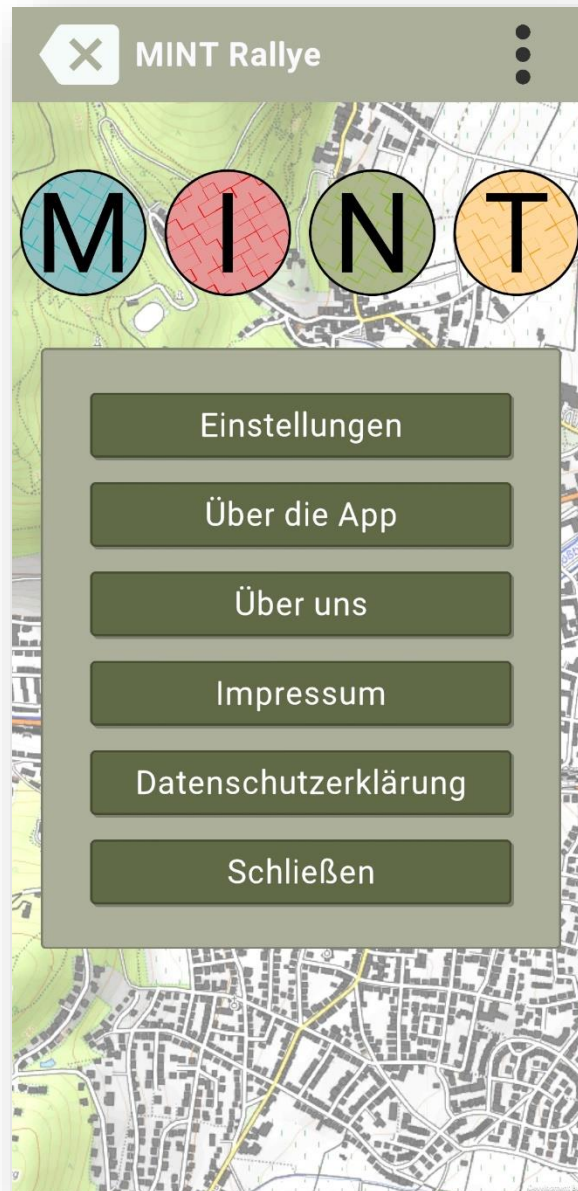 MINT Rallye
M I N T
Einstellungen
Über die App
Über uns
Impressum
Datenschutzerklärung
Schließen